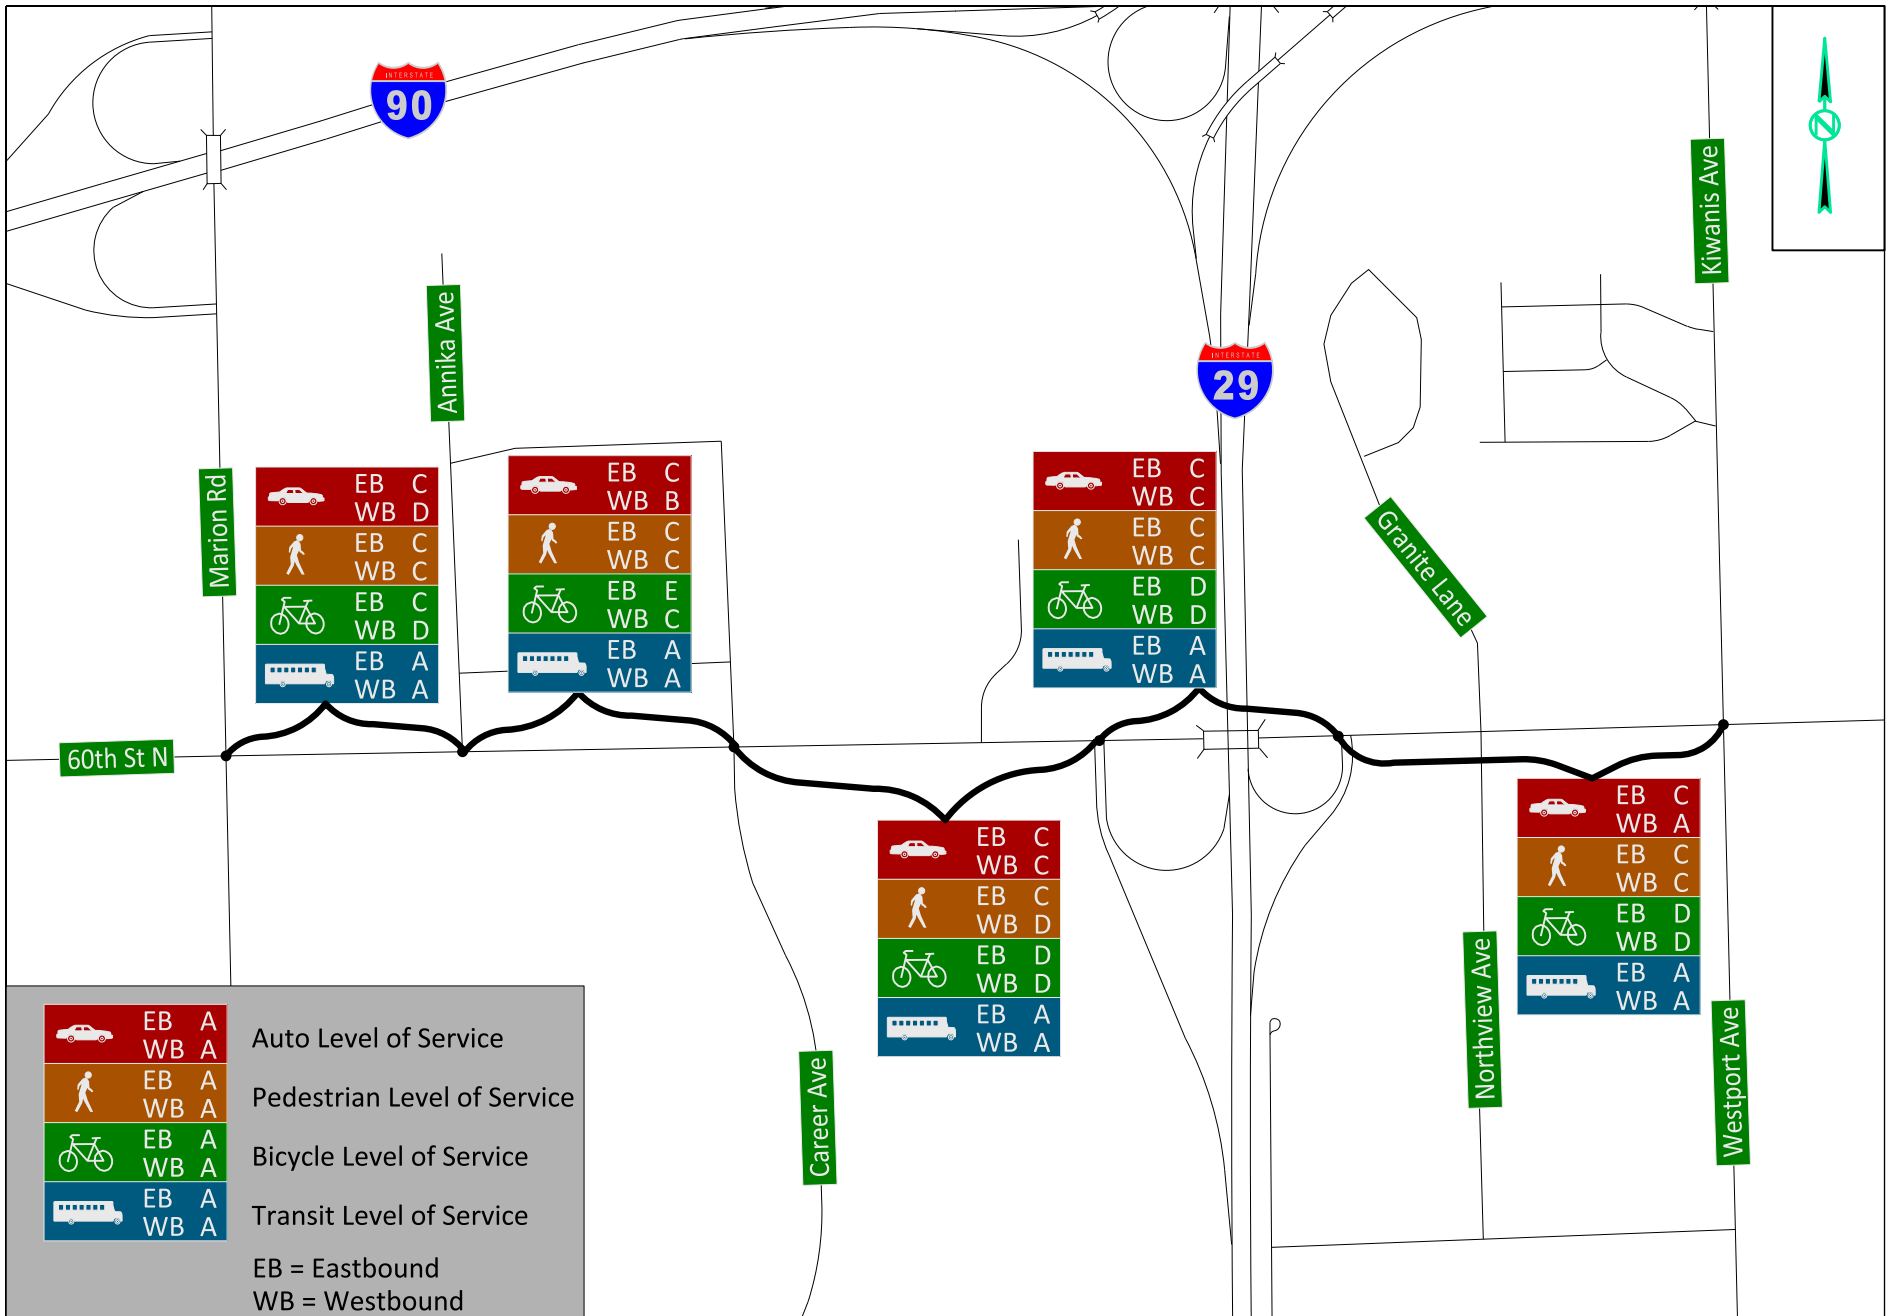 INTERSTATE
90
Kiwanis Ave
Annika Ave
INTERSTATE
29
Marion Rd
EB C
WB D
EB C
WB C
EB C
WB D
EB A
WB A
EB C
WB B
EB C
WB C
EB E
WB C
EB A
WB A
EB C
WB C
EB C
WB C
EB D
WB D
EB A
WB A
Granite Lane
60th St N
EB C
WB C
EB C
WB D
EB D
WB D
EB A
WB A
EB C
WB A
EB C
WB C
EB D
WB D
EB A
WB A
Northview Ave
Westport Ave
Career Ave
EB A
WB A
Auto Level of Service
EB A
WB A
Pedestrian Level of Service
EB A
WB A
Bicycle Level of Service
EB A
WB A
Transit Level of Service
EB = Eastbound
WB = Westbound
N